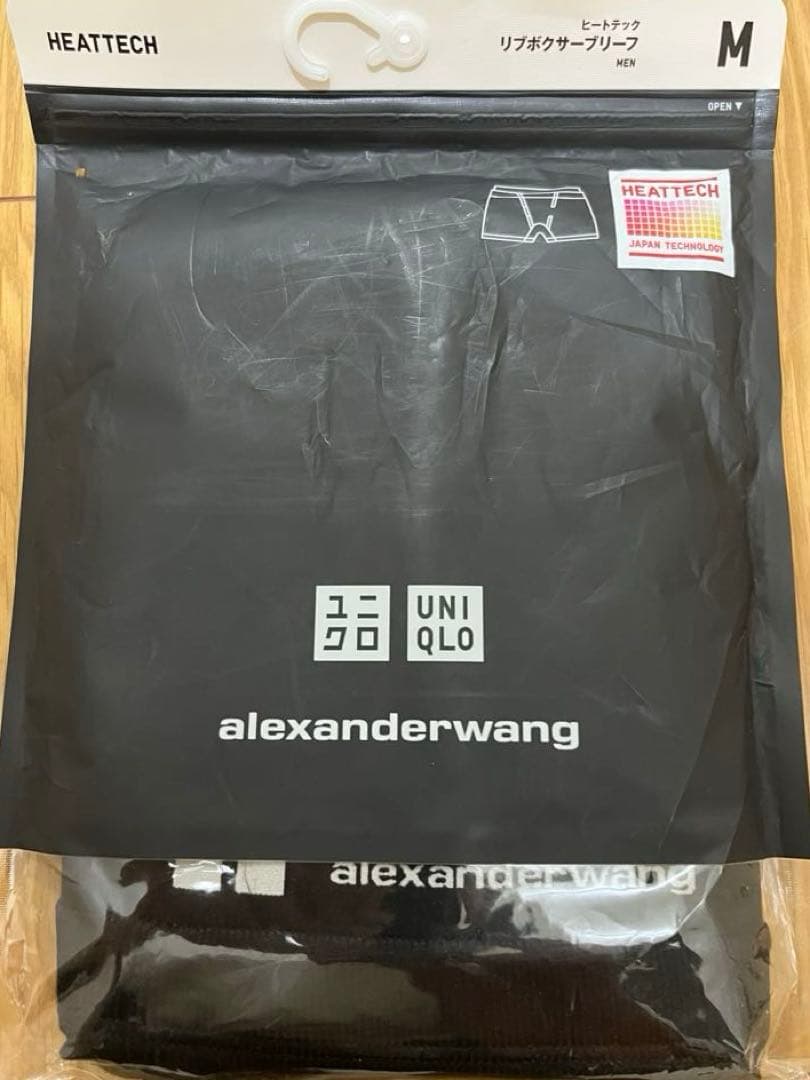 HEATTECH
ヒートテック
リブボクサーブリーフ
MEN
M
OPEN ▼
HEATTECH
JAPAN TECHNOLOGY
ユニ
クロ
UNI
QLO
alexanderwang
alexanderwang